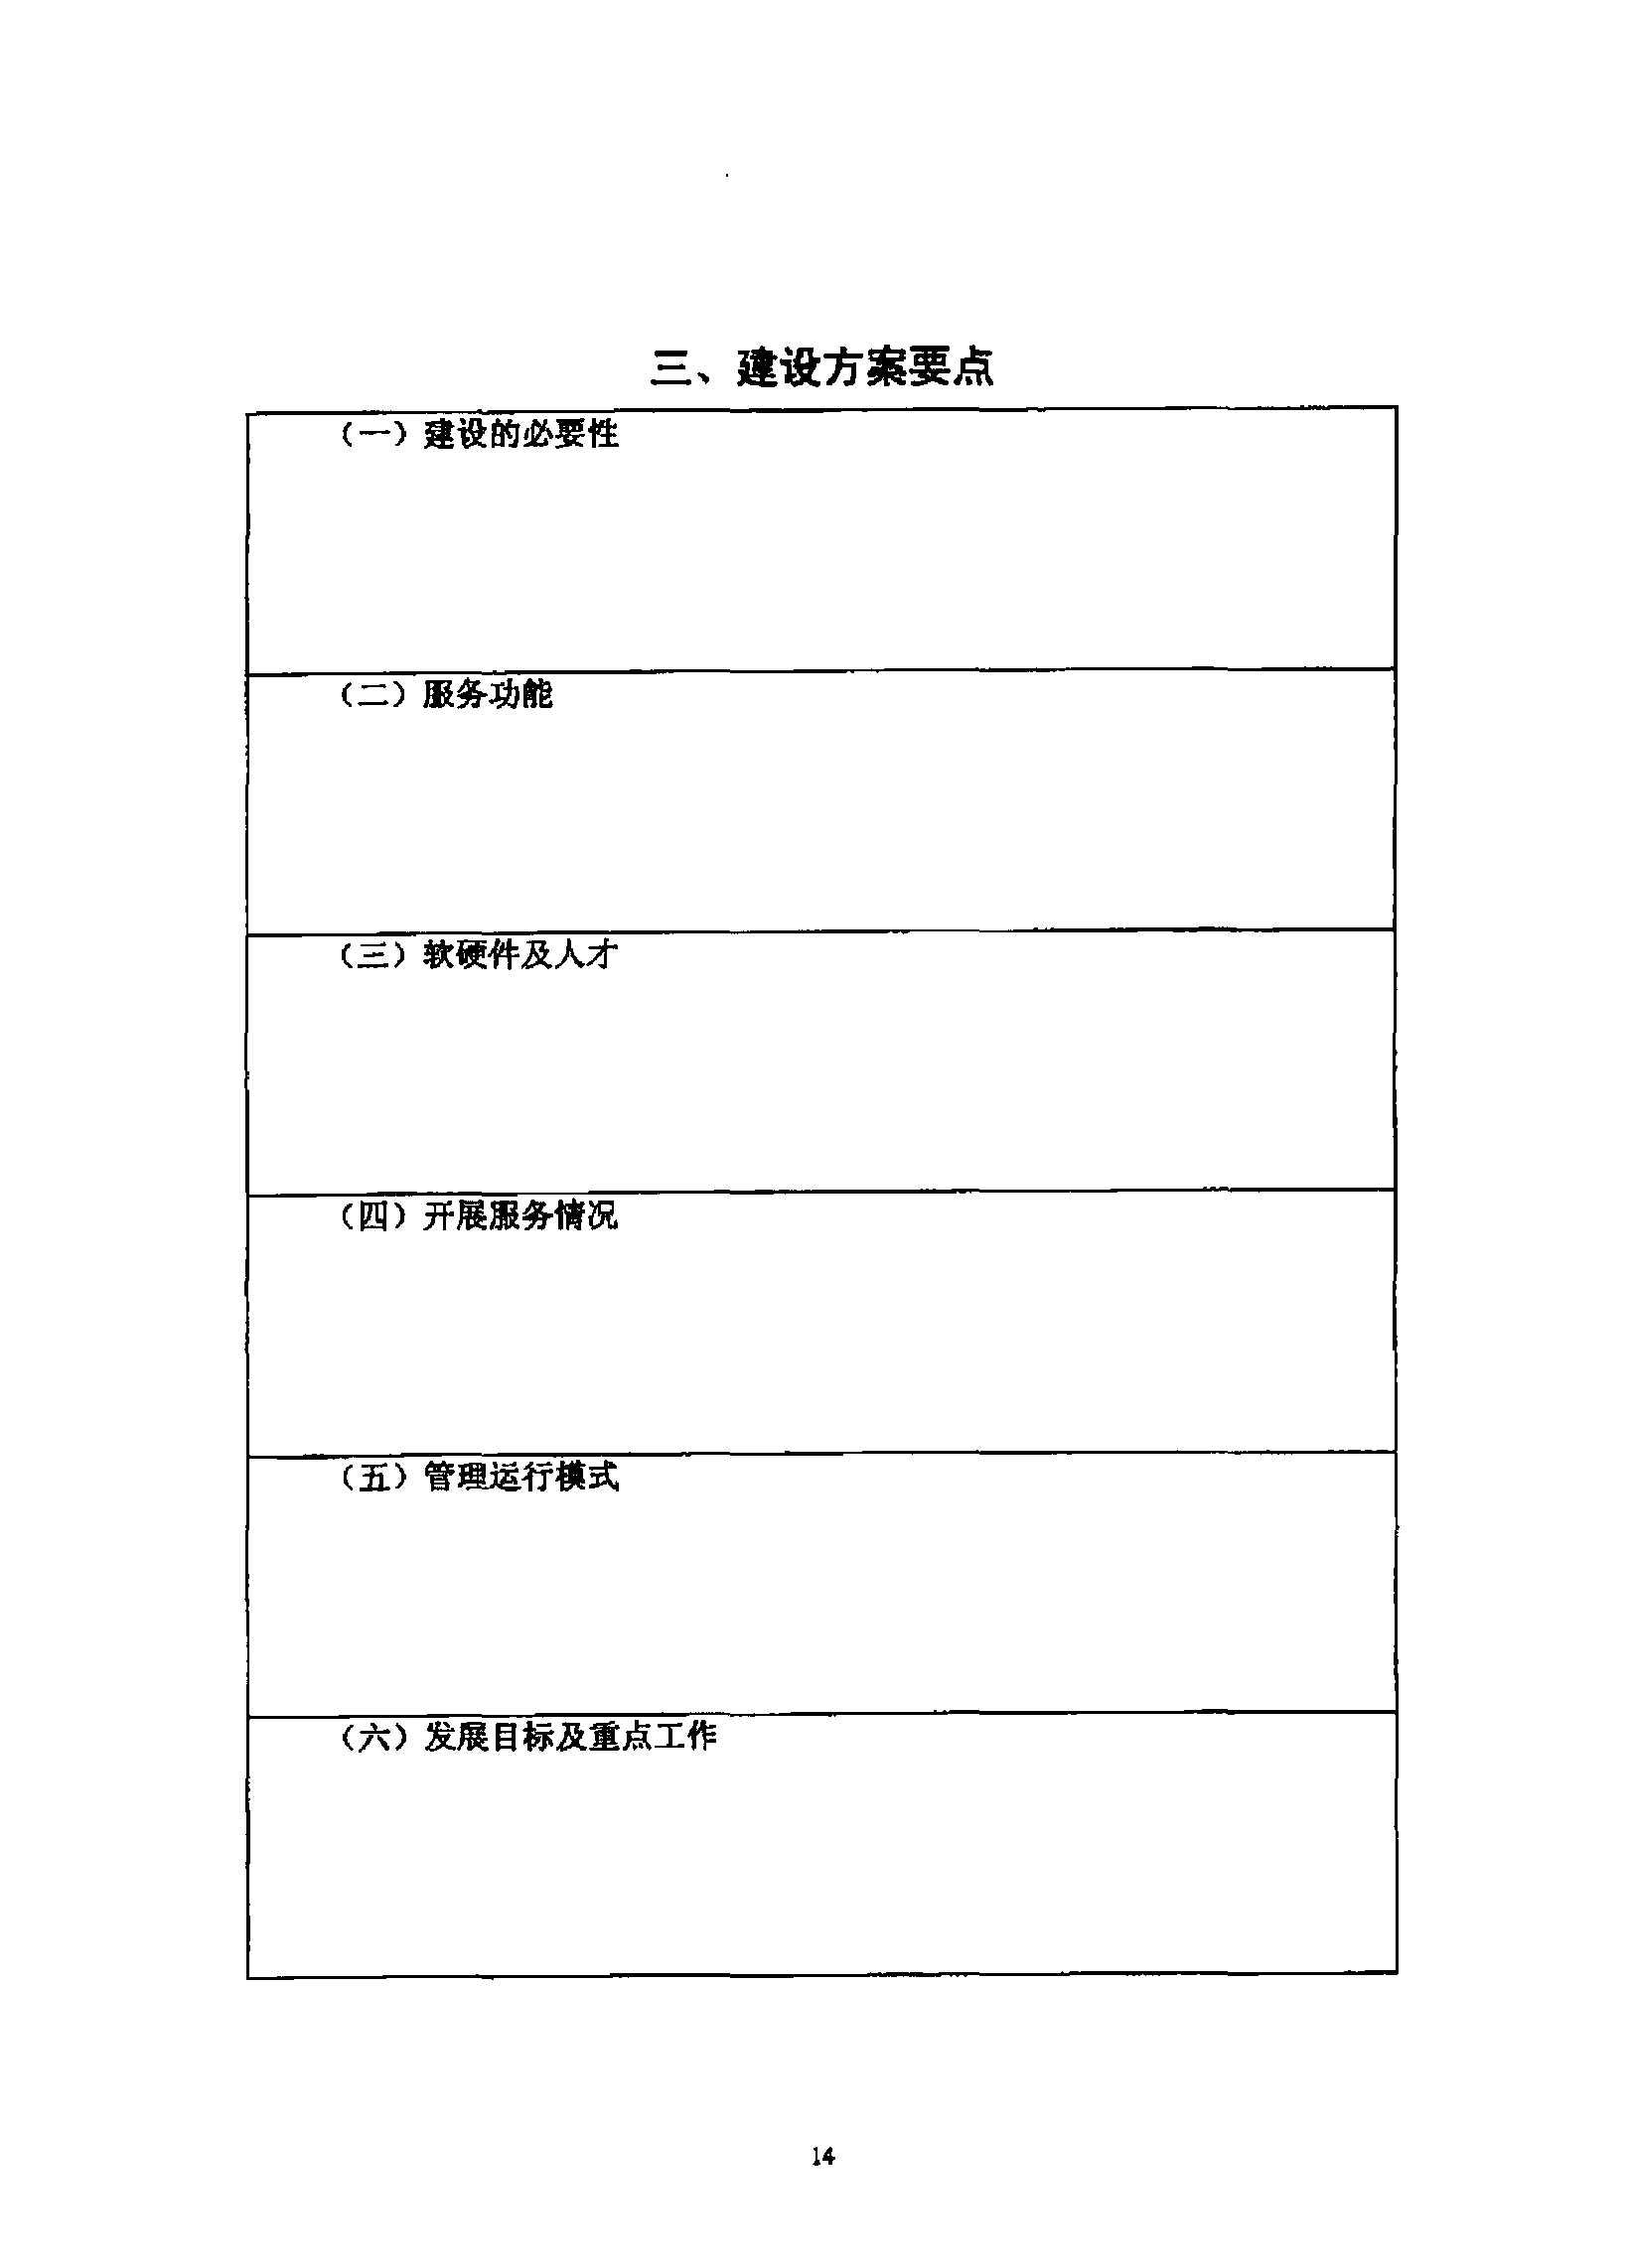 三、建设方案要点
（一）建设的必要性
（二）服务功能
（三）软硬件及人才
（四）开展服务情况
（五）管理运行模式
（六）发展目标及重点工作
14